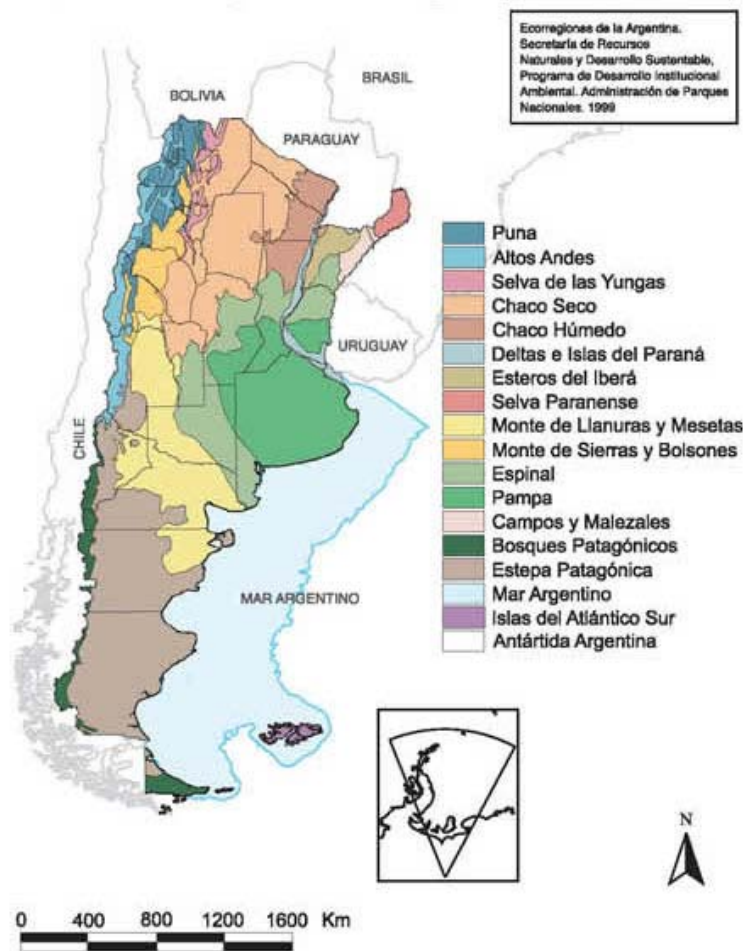 Ecorregiones de la Argentina.
Secretaría de Recursos
Naturales y Desarrollo Sustentable,
Programa de Desarrollo Institucional
Ambiental. Administración de Parques
Nacionales. 1999
BRASIL
BOLIVIA
PARAGUAY
URUGUAY
CHILE
MAR ARGENTINO
Puna
Altos Andes
Selva de las Yungas
Chaco Seco
Chaco Húmedo
Deltas e Islas del Paraná
Esteros del Iberá
Selva Paranense
Monte de Llanuras y Mesetas
Monte de Sierras y Bolsones
Espinal
Pampa
Campos y Malezales
Bosques Patagónicos
Estepa Patagónica
Mar Argentino
Islas del Atlántico Sur
Antártida Argentina
N
0 400 800 1200 1600 Km